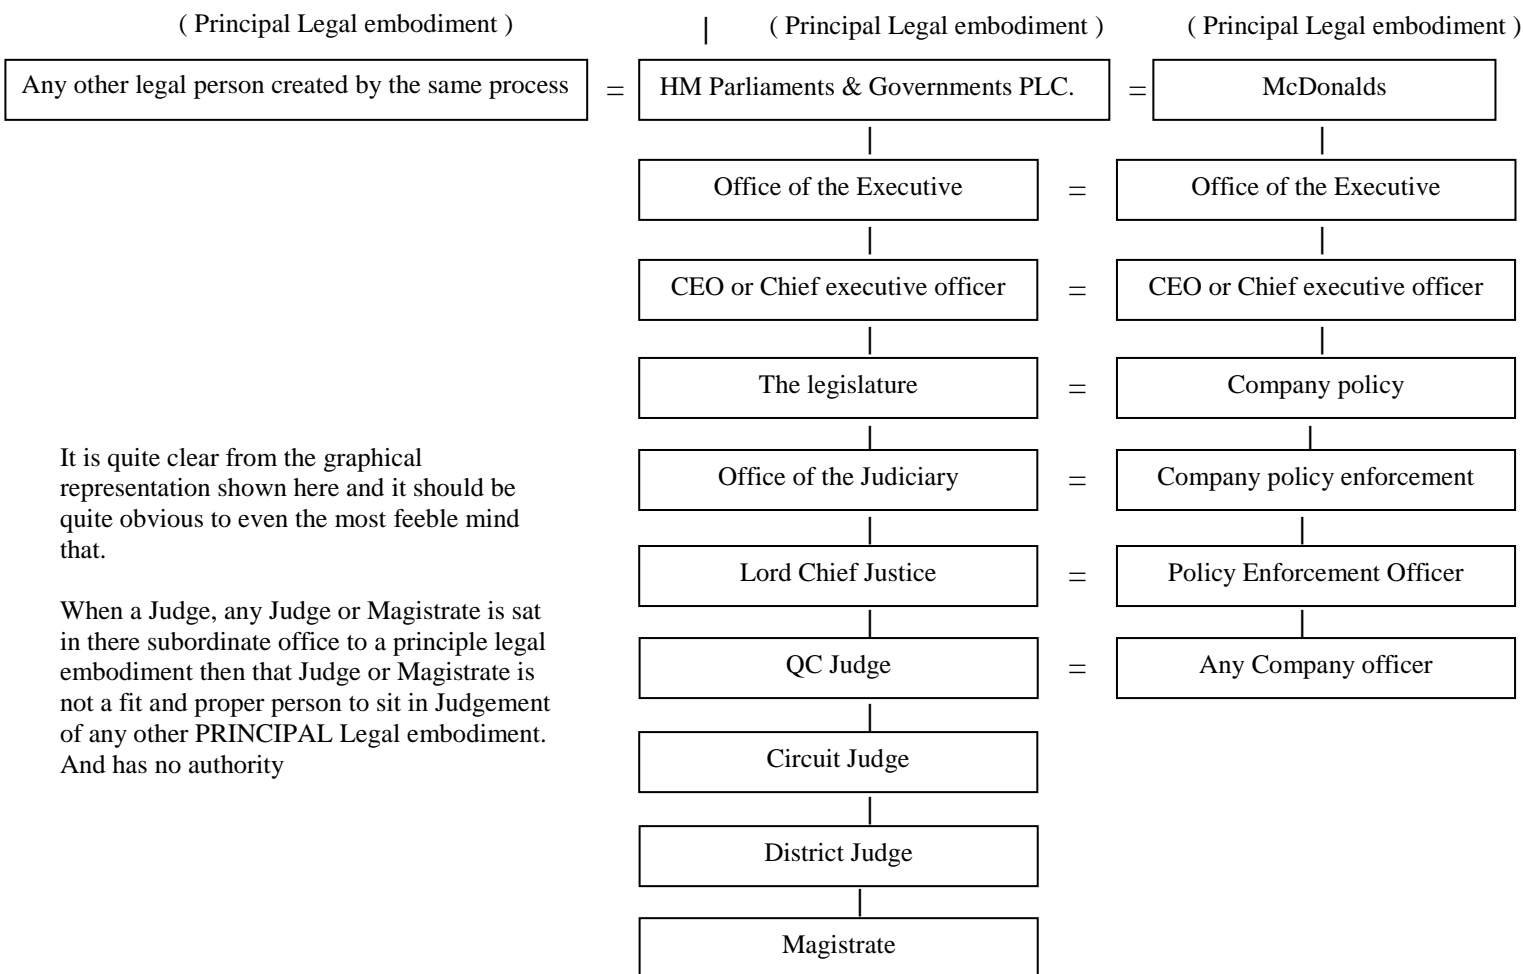 ( Principal Legal embodiment ) | ( Principal Legal embodiment ) ( Principal Legal embodiment )
Any other legal person created by the same process = HM Parliaments & Governments PLC. = McDonalds
Office of the Executive = Office of the Executive
CEO or Chief executive officer = CEO or Chief executive officer
The legislature = Company policy
Office of the Judiciary = Company policy enforcement
Lord Chief Justice = Policy Enforcement Officer
QC Judge = Any Company officer
Circuit Judge
District Judge
Magistrate
It is quite clear from the graphical
representation shown here and it should be
quite obvious to even the most feeble mind
that.
When a Judge, any Judge or Magistrate is sat
in there subordinate office to a principle legal
embodiment then that Judge or Magistrate is
not a fit and proper person to sit in Judgement
of any other PRINCIPAL Legal embodiment.
And has no authority